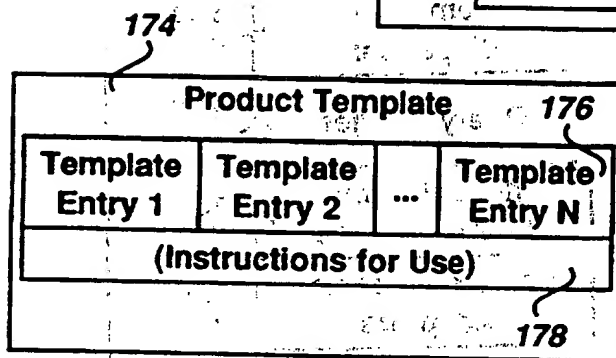 174
Product Template 176
Template Template ... Template
Entry 1 Entry 2 Entry N
(Instructions for Use)
178